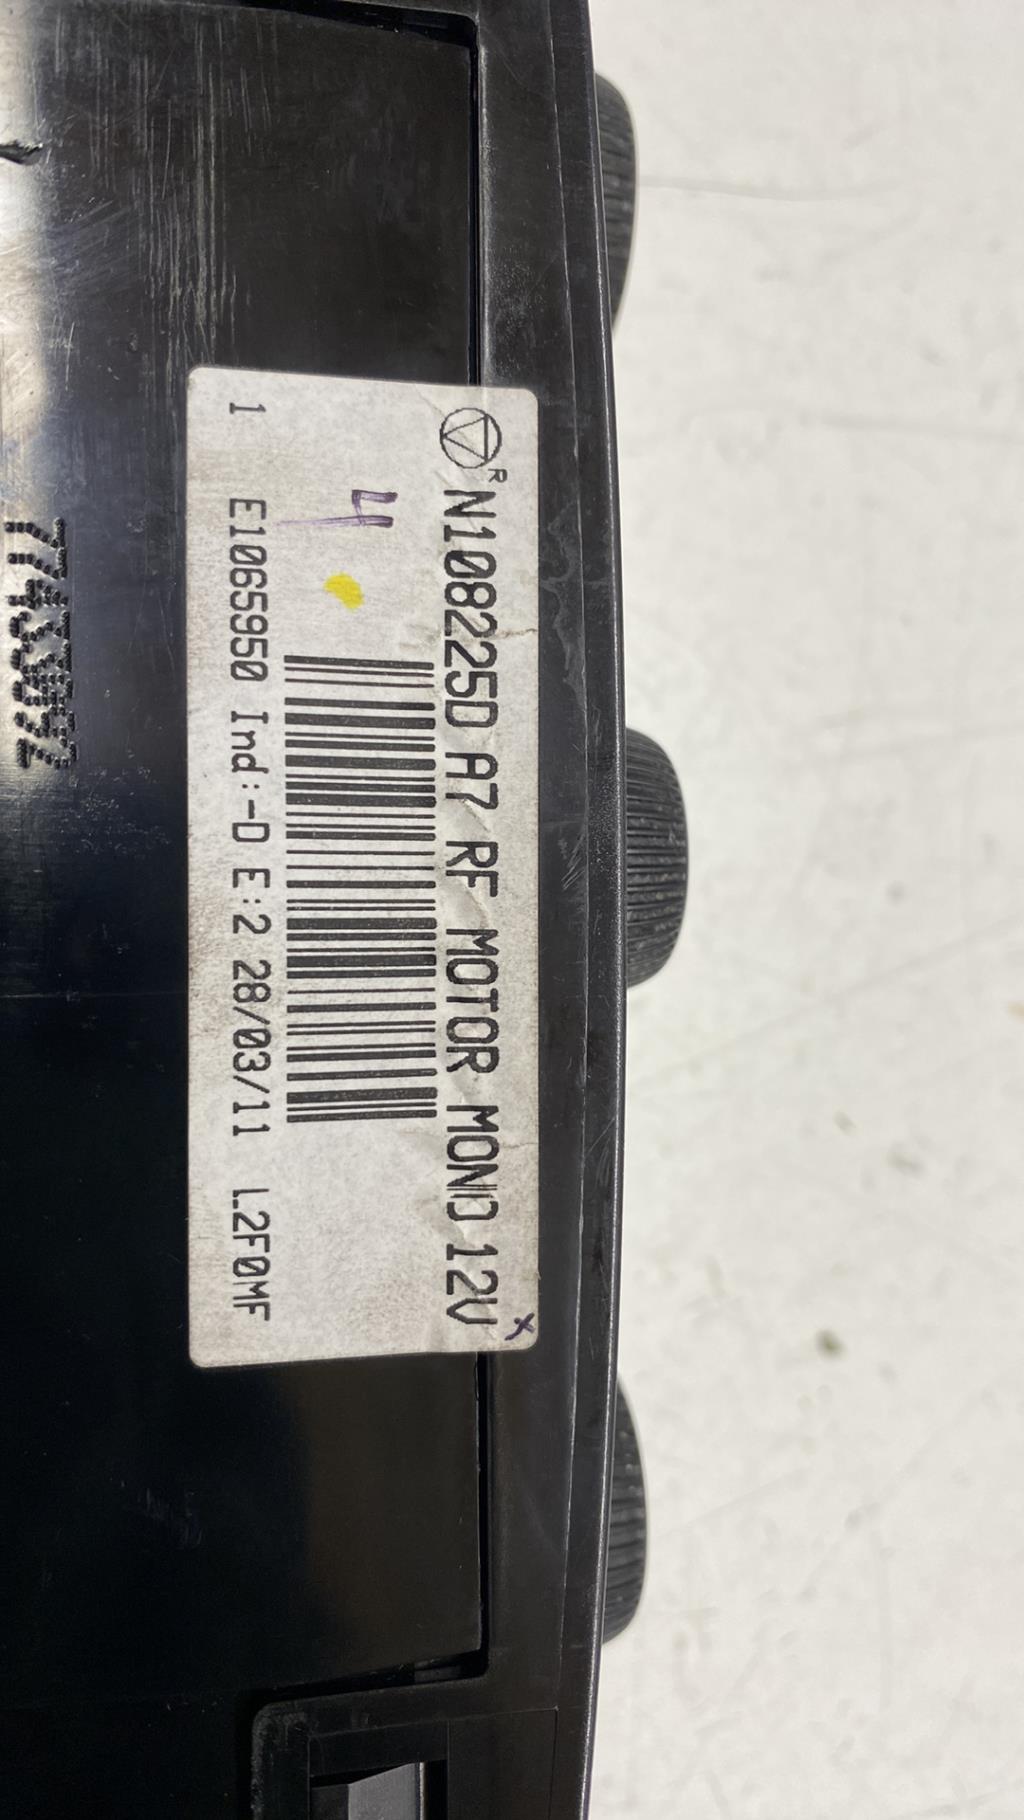 R
N108225D A7 RF MOTOR MONO 12V
4
x
1 E1065950 Ind:-D E:2 28/03/11 L2F0MF